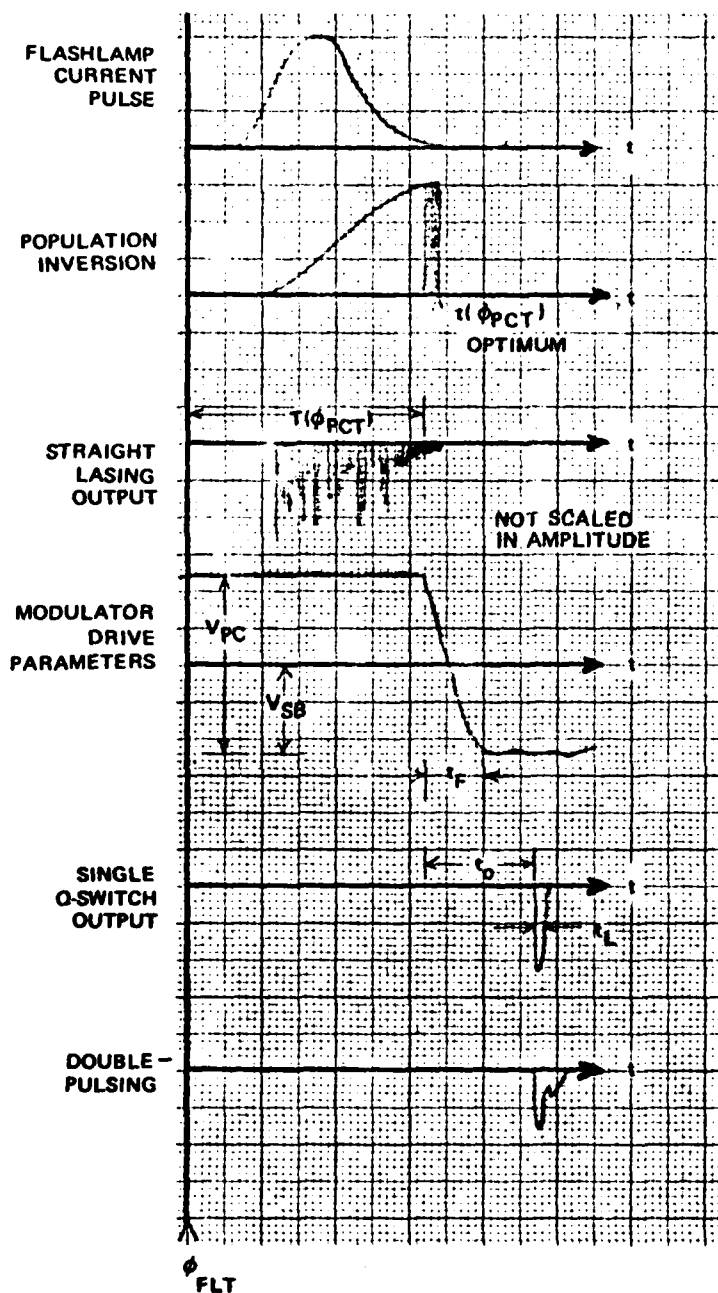 FLASHLAMP
CURRENT
PULSE
t
POPULATION
INVERSION
t
t(ϕPCT)
OPTIMUM
T(ϕPCT)
STRAIGHT
LASING
OUTPUT
t
NOT SCALED
IN AMPLITUDE
MODULATOR
DRIVE
PARAMETERS
VPC
t
VSB
tF
SINGLE
Q-SWITCH
OUTPUT
tD
t
tL
DOUBLE-
PULSING
t
ϕ
FLT